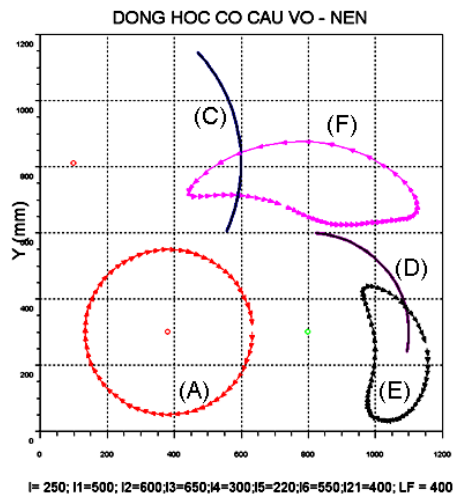 DONG HOC CO CAU VO - NEN
Y (mm)
1200
1000
800
600
400
200
0
(C)
(F)
(D)
(A)
(E)
0 200 400 600 800 1000 1200
l= 250; l1=500; l2=600;l3=650;l4=300;l5=220;l6=550;l21=400; LF = 400